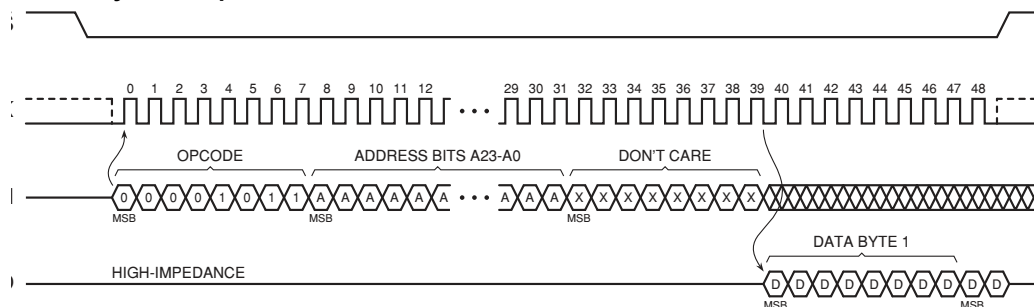 0 1 2 3 4 5 6 7 8 9 10 11 12 29 30 31 32 33 34 35 36 37 38 39 40 41 42 43 44 45 46 47 48
OPCODE ADDRESS BITS A23-A0 DON'T CARE
0 0 0 0 1 0 1 1 A A A A A A A A A X X X X X X X X
MSB MSB MSB
DATA BYTE 1
HIGH-IMPEDANCE
D D D D D D D D D D
MSB MSB